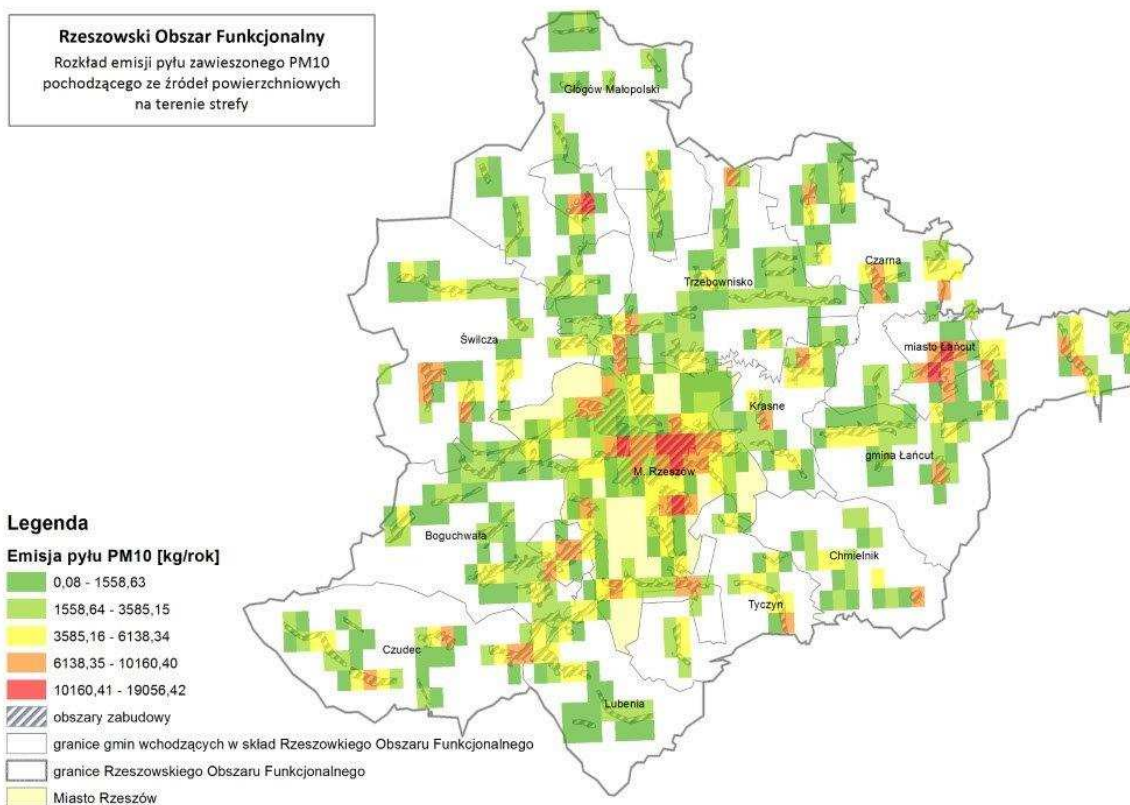 Rzeszowski Obszar Funkcjonalny
Rozkład emisji pyłu zawieszonego PM10
pochodzącego ze źródeł powierzchniowych
na terenie strefy
Głogów Małopolski
Trzebownisko
Czarna
Świlcza
miasto Łańcut
Krasne
gmina Łańcut
M. Rzeszów
Boguchwała
Chmielnik
Tyczyn
Czudec
Lubenia
Legenda
Emisja pyłu PM10 [kg/rok]
0,08 - 1558,63
1558,64 - 3585,15
3585,16 - 6138,34
6138,35 - 10160,40
10160,41 - 19056,42
obszary zabudowy
granice gmin wchodzących w skład Rzeszowkiego Obszaru Funkcjonalnego
granice Rzeszowskiego Obszaru Funkcjonalnego
Miasto Rzeszów